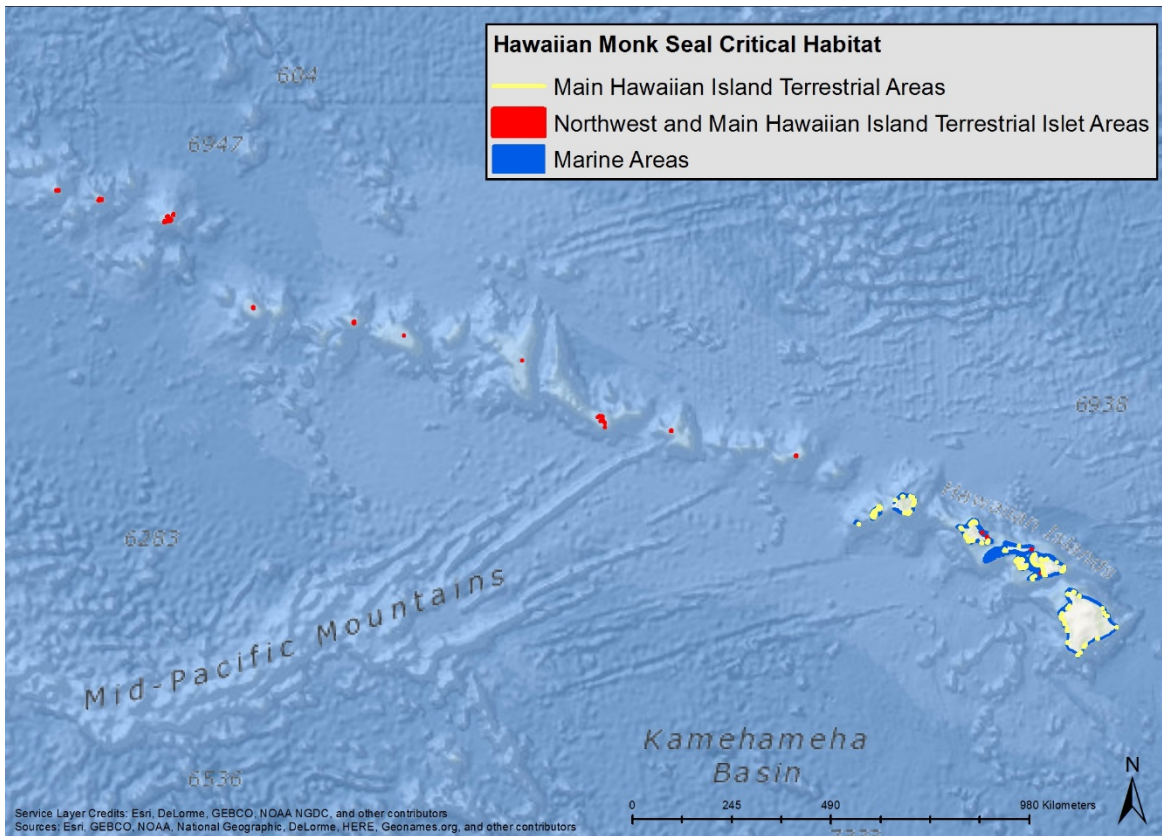 Hawaiian Monk Seal Critical Habitat
Main Hawaiian Island Terrestrial Areas
Northwest and Main Hawaiian Island Terrestrial Islet Areas
Marine Areas
604
6947
6938
Hawaiian Islands
6283
Mid-Pacific Mountains
Kamehameha
Basin
6536
N
0 245 490 980 Kilometers
Service Layer Credits: Esri, DeLorme, GEBCO, NOAA NGDC, and other contributors
Sources: Esri, GEBCO, NOAA, National Geographic, DeLorme, HERE, Geonames.org, and other contributors